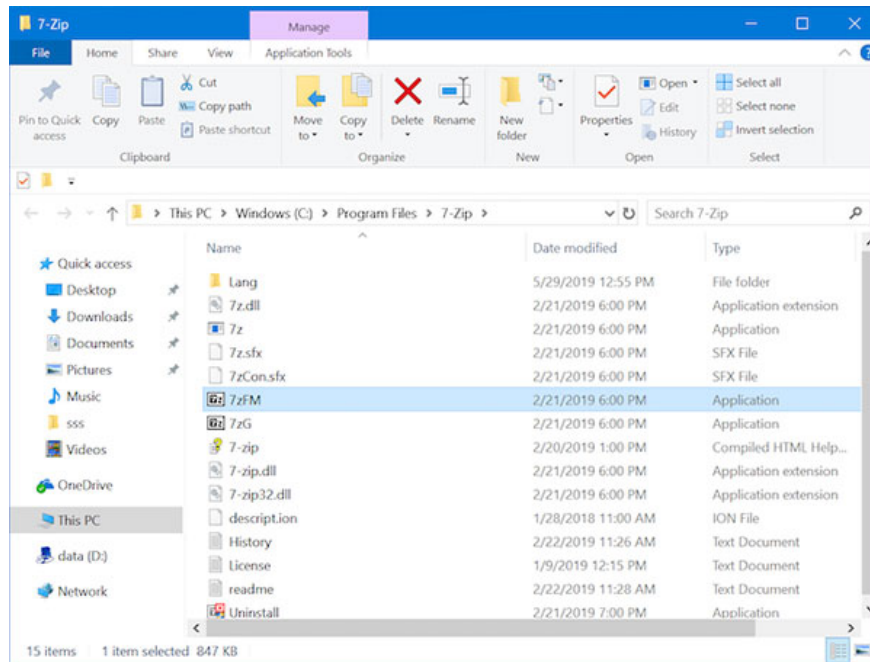 7-Zip
Manage
File Home Share View Application Tools
Pin to Quick access
Copy
Paste
Cut
Copy path
Paste shortcut
Clipboard
Move to
Copy to
Delete
Rename
Organize
New folder
New
Properties
Open
Edit
History
Open
Select all
Select none
Invert selection
Select
This PC > Windows (C:) > Program Files > 7-Zip >
Search 7-Zip
Quick access
Desktop
Downloads
Documents
Pictures
Music
sss
Videos
OneDrive
This PC
data (D:)
Network
Name Date modified Type
Lang 5/29/2019 12:55 PM File folder
7z.dll 2/21/2019 6:00 PM Application extension
7z 2/21/2019 6:00 PM Application
7z.sfx 2/21/2019 6:00 PM SFX File
7zCon.sfx 2/21/2019 6:00 PM SFX File
7zFM 2/21/2019 6:00 PM Application
7zG 2/21/2019 6:00 PM Application
7-zip 2/20/2019 1:00 PM Compiled HTML Help...
7-zip.dll 2/21/2019 6:00 PM Application extension
7-zip32.dll 2/21/2019 6:00 PM Application extension
descript.ion 1/28/2018 11:00 AM ION File
History 2/22/2019 11:26 AM Text Document
License 1/9/2019 12:15 PM Text Document
readme 2/22/2019 11:28 AM Text Document
Uninstall 2/21/2019 7:00 PM Application
15 items 1 item selected 847 KB